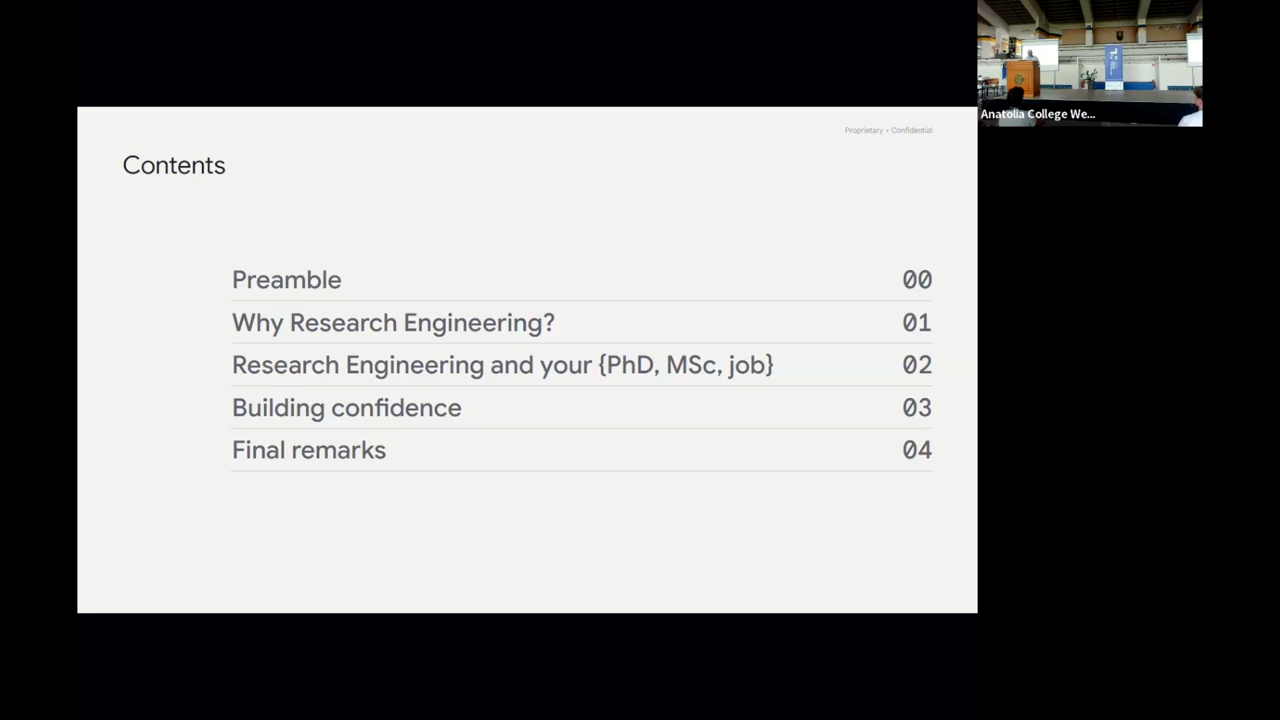 Proprietary + Confidential
Contents
Preamble 00
Why Research Engineering? 01
Research Engineering and your {PhD, MSc, job} 02
Building confidence 03
Final remarks 04
Anatolia College We...